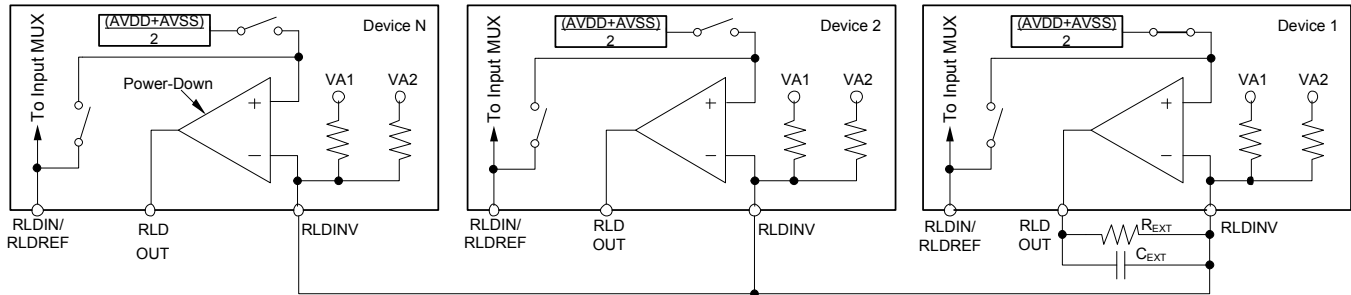 To Input MUX
(AVDD+AVSS)
2
Device N
Power-Down
VA1
VA2
+
−
RLDIN/
RLDREF
RLD
OUT
RLDINV
To Input MUX
(AVDD+AVSS)
2
Device 2
VA1
VA2
+
−
RLDIN/
RLDREF
RLD
OUT
RLDINV
To Input MUX
(AVDD+AVSS)
2
Device 1
VA1
VA2
+
−
RLDIN/
RLDREF
RLD
OUT
RLDINV
REXT
CEXT